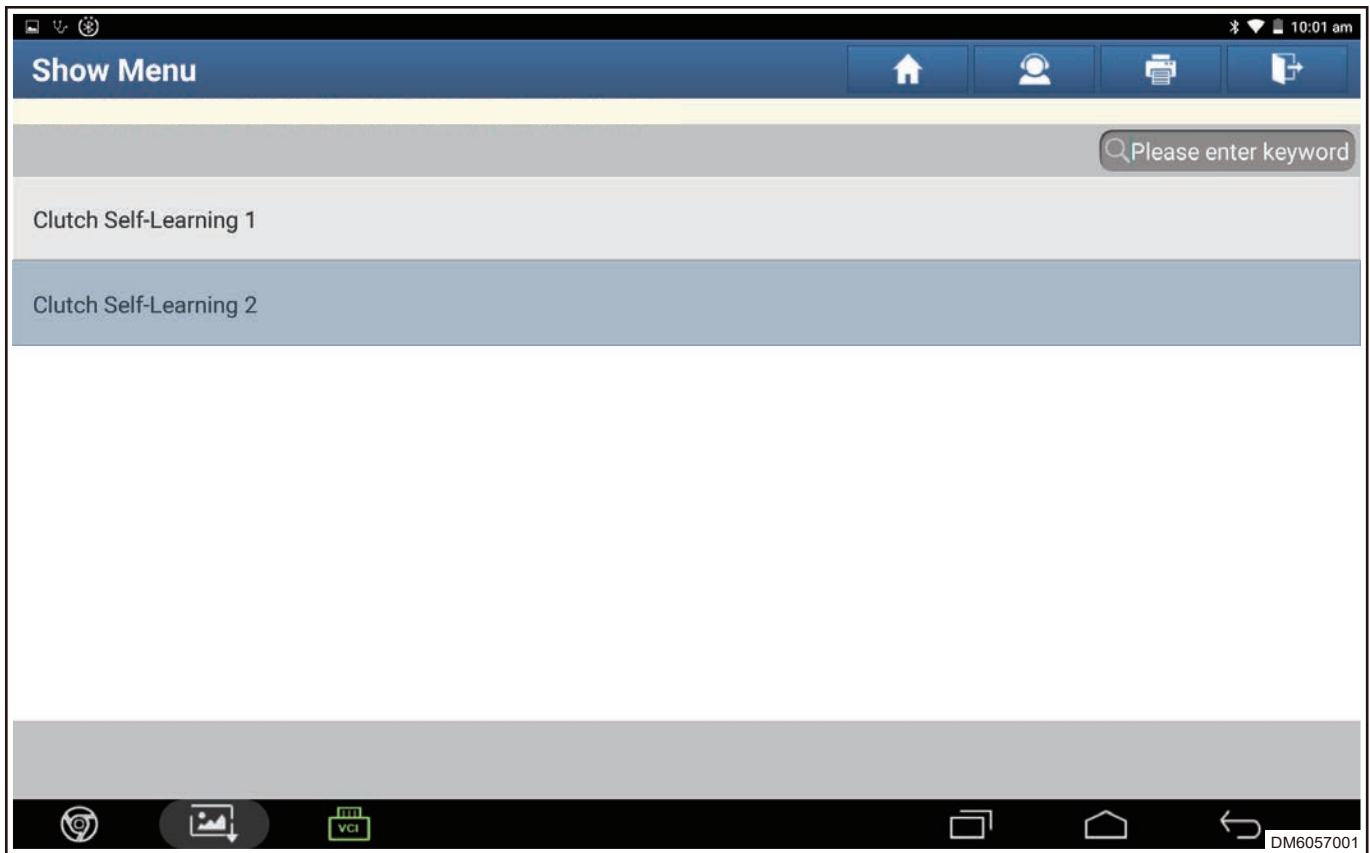 10:01 am
Show Menu
Please enter keyword
Clutch Self-Learning 1
Clutch Self-Learning 2
VCI
DM6057001